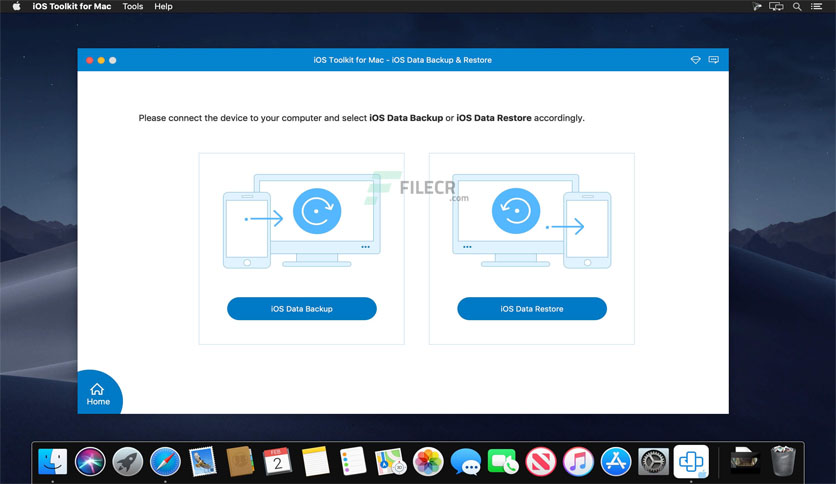 iOS Toolkit for Mac Tools Help
iOS Toolkit for Mac - iOS Data Backup & Restore
Please connect the device to your computer and select iOS Data Backup or iOS Data Restore accordingly.
FILECR
.com
iOS Data Backup
iOS Data Restore
Home
FEB
2